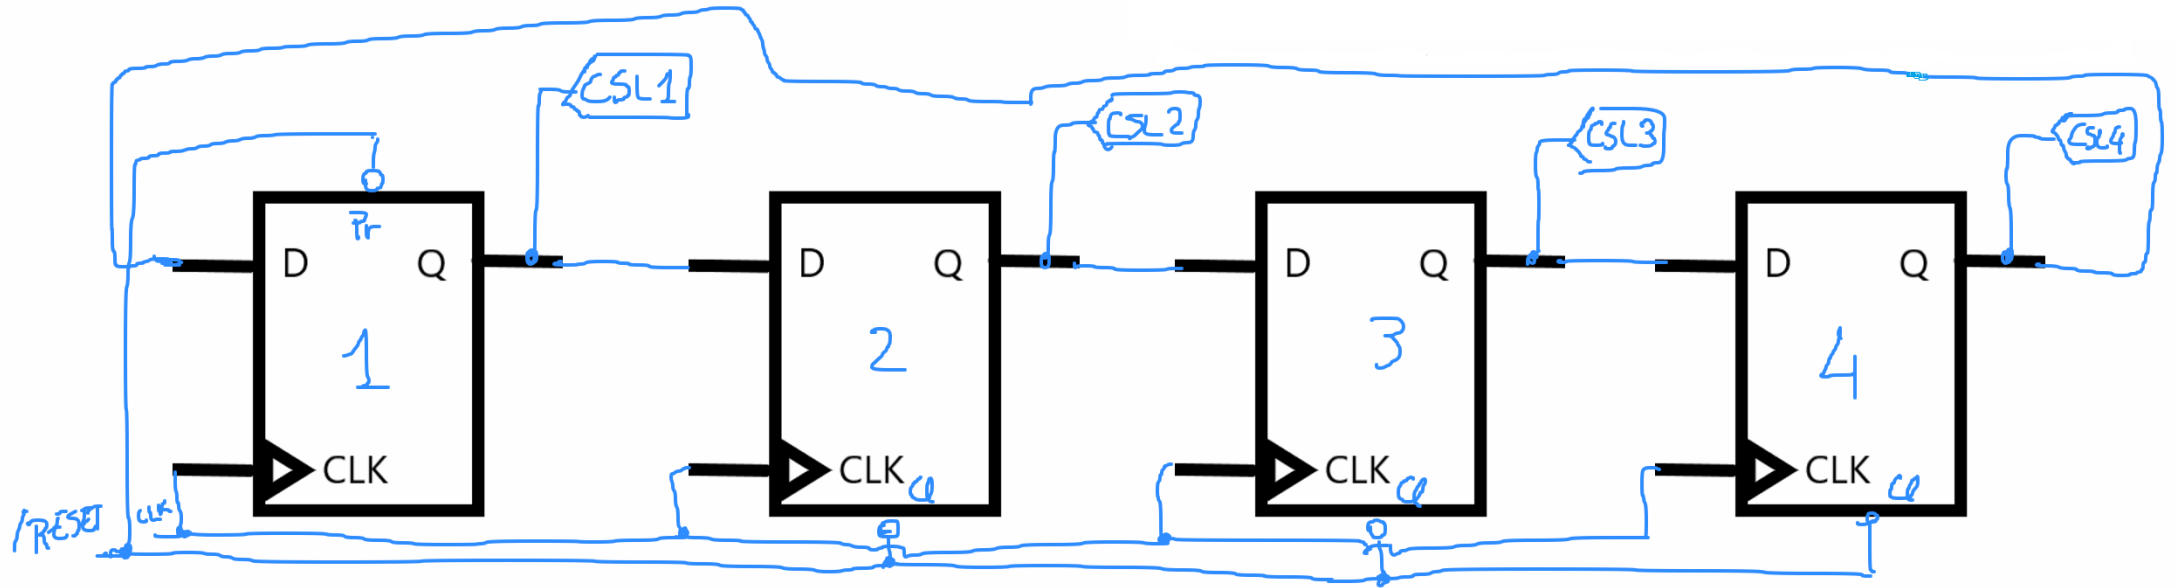 CSL1
CSL2
CSL3
CSL4
Pr
D Q
D Q
D Q
D Q
1
2
3
4
CLK
CLK
Cl
CLK
Cl
CLK
Cl
/RESET
CLK